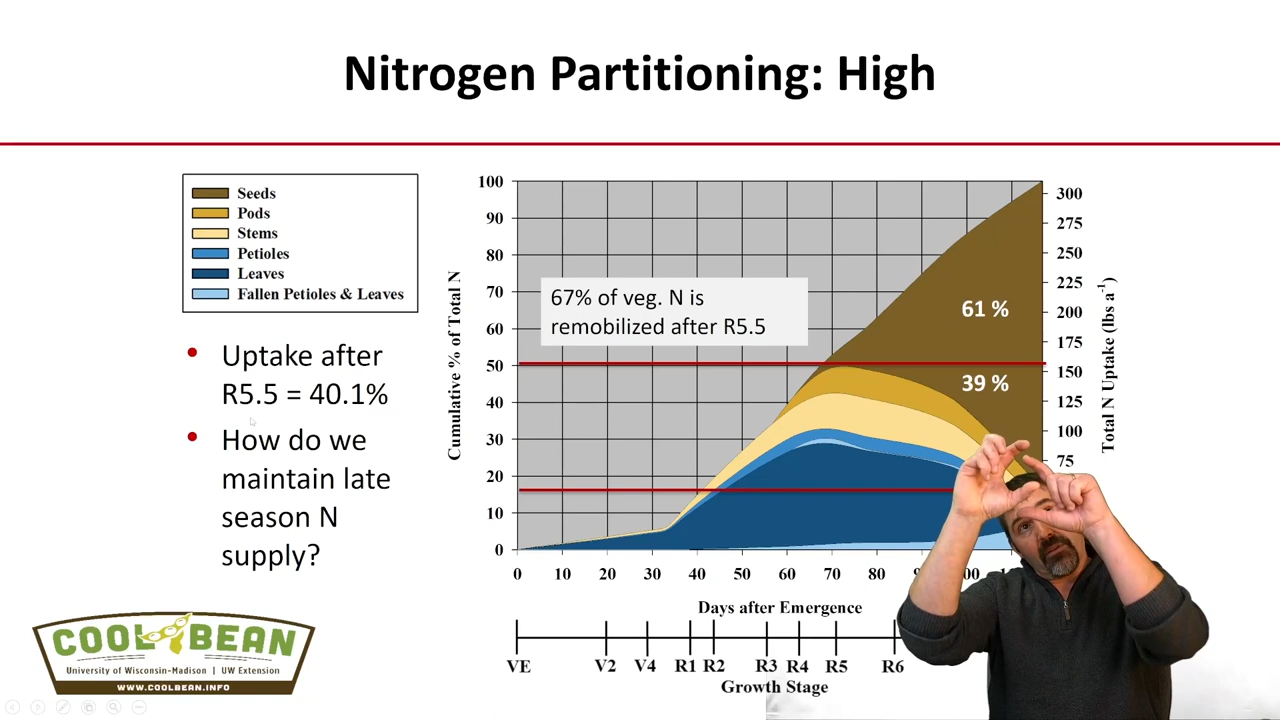 Nitrogen Partitioning: High
Seeds
Pods
Stems
Petioles
Leaves
Fallen Petioles & Leaves
• Uptake after
R5.5 = 40.1%
• How do we
maintain late
season N
supply?
67% of veg. N is
remobilized after R5.5
61 %
39 %
Cumulative % of Total N
100
90
80
70
60
50
40
30
20
10
0
300
275
250
225
200
175
150
125
100
75
Total N Uptake (lbs a⁻¹)
0 10 20 30 40 50 60 70 80
Days after Emergence
VE V2 V4 R1 R2 R3 R4 R5 R6
Growth Stage
COOL BEAN
University of Wisconsin-Madison | UW Extension
WWW.COOLBEAN.INFO